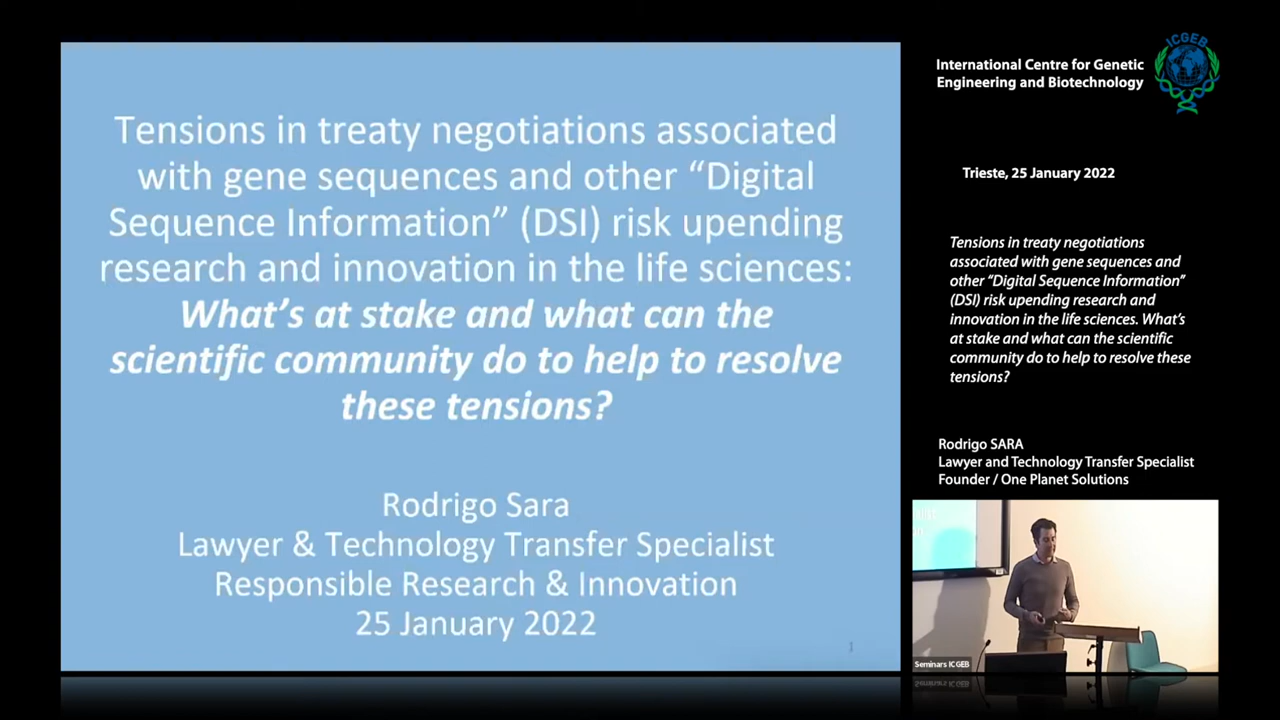 Tensions in treaty negotiations associated
with gene sequences and other “Digital
Sequence Information” (DSI) risk upending
research and innovation in the life sciences:
What’s at stake and what can the
scientific community do to help to resolve
these tensions?
Rodrigo Sara
Lawyer & Technology Transfer Specialist
Responsible Research & Innovation
25 January 2022
1
International Centre for Genetic
Engineering and Biotechnology
ICGEB
Trieste, 25 January 2022
Tensions in treaty negotiations
associated with gene sequences and
other “Digital Sequence Information”
(DSI) risk upending research and
innovation in the life sciences. What’s
at stake and what can the scientific
community do to help to resolve these
tensions?
Rodrigo SARA
Lawyer and Technology Transfer Specialist
Founder / One Planet Solutions
Seminars ICGEB